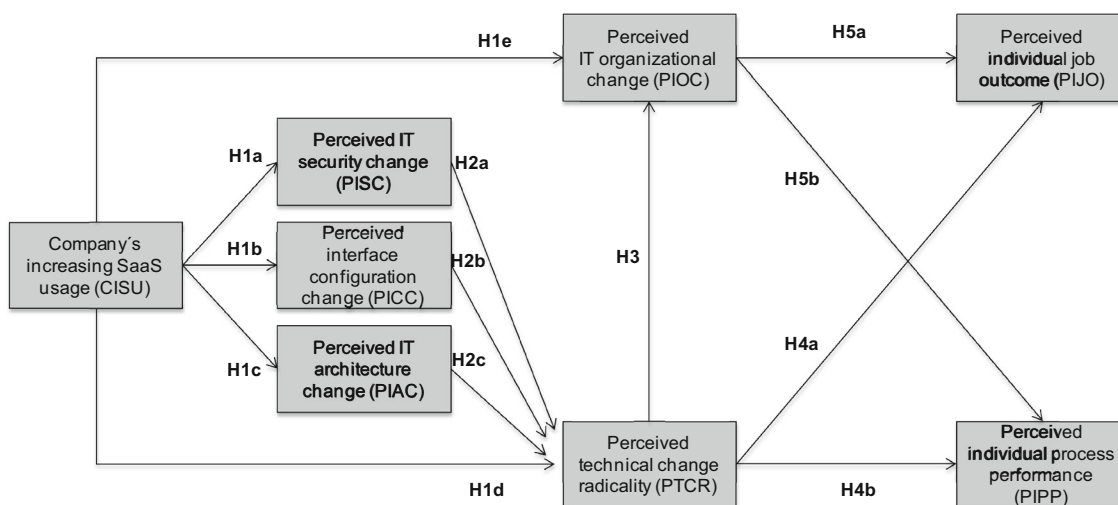 H1e
Perceived
IT organizational
change (PIOC)
H5a
Perceived
individual job
outcome (PIJO)
H1a
Perceived IT
security change
(PISC)
H2a
H5b
Company´s
increasing SaaS
usage (CISU)
H1b
Perceived
interface
configuration
change (PICC)
H2b
H3
H1c
Perceived IT
architecture
change (PIAC)
H2c
H4a
H1d
Perceived
technical change
radicality (PTCR)
H4b
Perceived
individual process
performance
(PIPP)